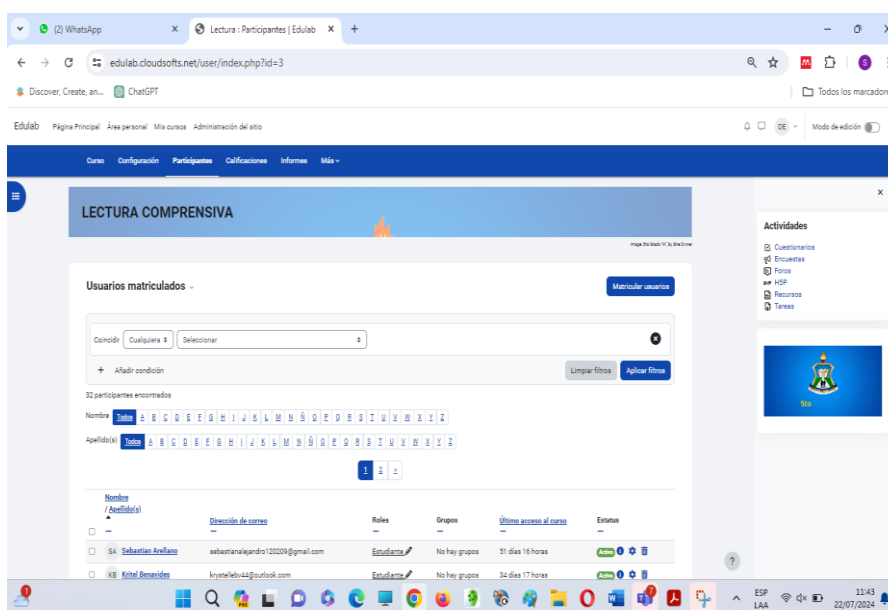 (2) WhatsApp
Lectura : Participantes | Edulab
edulab.cloudsofts.net/user/index.php?id=3
S
Discover, Create, an...
ChatGPT
Todos los marcadore
Edulab
Página Principal Área personal Mis cursos Administración del sitio
DE
Modo de edición
Curso Configuración Participantes Calificaciones Informes Más
LECTURA COMPRENSIVA
Actividades
Cuestionarios
Encuestas
Foros
H5P
Recursos
Tareas
5to
Usuarios matriculados
Matricular usuarios
Coincidir Cualquiera Seleccionar
+ Añadir condición
Limpiar filtros Aplicar filtros
32 participantes encontrados
Nombre Todos A B C D E F G H I J K L M N Ñ O P Q R S T U V W X Y Z
Apellido(s) Todos A B C D E F G H I J K L M N Ñ O P Q R S T U V W X Y Z
1 2 »
Nombre
/ Apellido(s)
Dirección de correo Roles Grupos Último acceso al curso Estatus
SA Sebastian Arellano sebastianalejandro120209@gmail.com Estudiante No hay grupos 51 días 16 horas Activo
KB Kritel Benavides krystellebv44@outlook.com Estudiante No hay grupos 34 días 17 horas Activo
?
ESP
LAA
11:43
22/07/2024